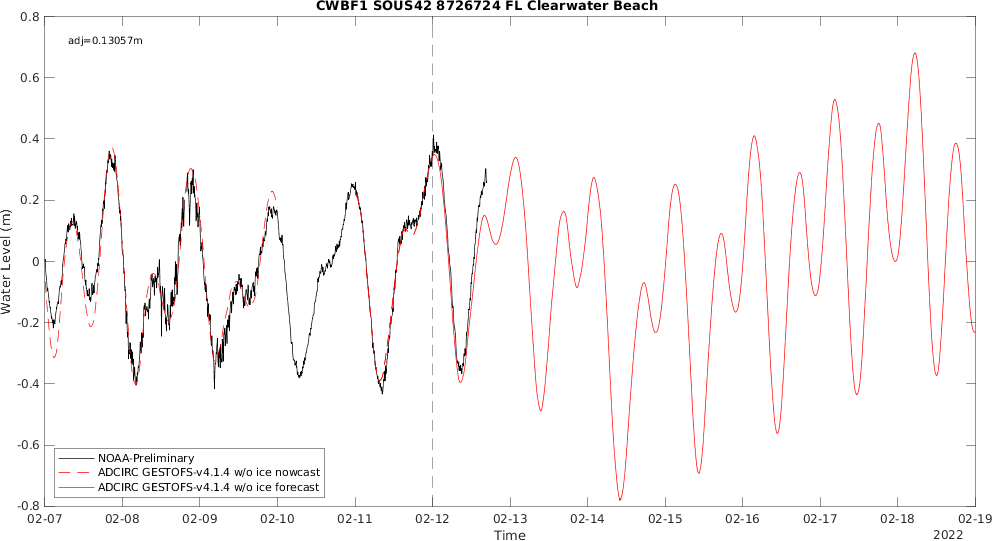 CWBF1 SOUS42 8726724 FL Clearwater Beach
adj=0.13057m
0.8
0.6
0.4
0.2
0
-0.2
-0.4
-0.6
-0.8
Water Level (m)
NOAA-Preliminary
ADCIRC GESTOFS-v4.1.4 w/o ice nowcast
ADCIRC GESTOFS-v4.1.4 w/o ice forecast
02-07 02-08 02-09 02-10 02-11 02-12 02-13 02-14 02-15 02-16 02-17 02-18 02-19
Time
2022